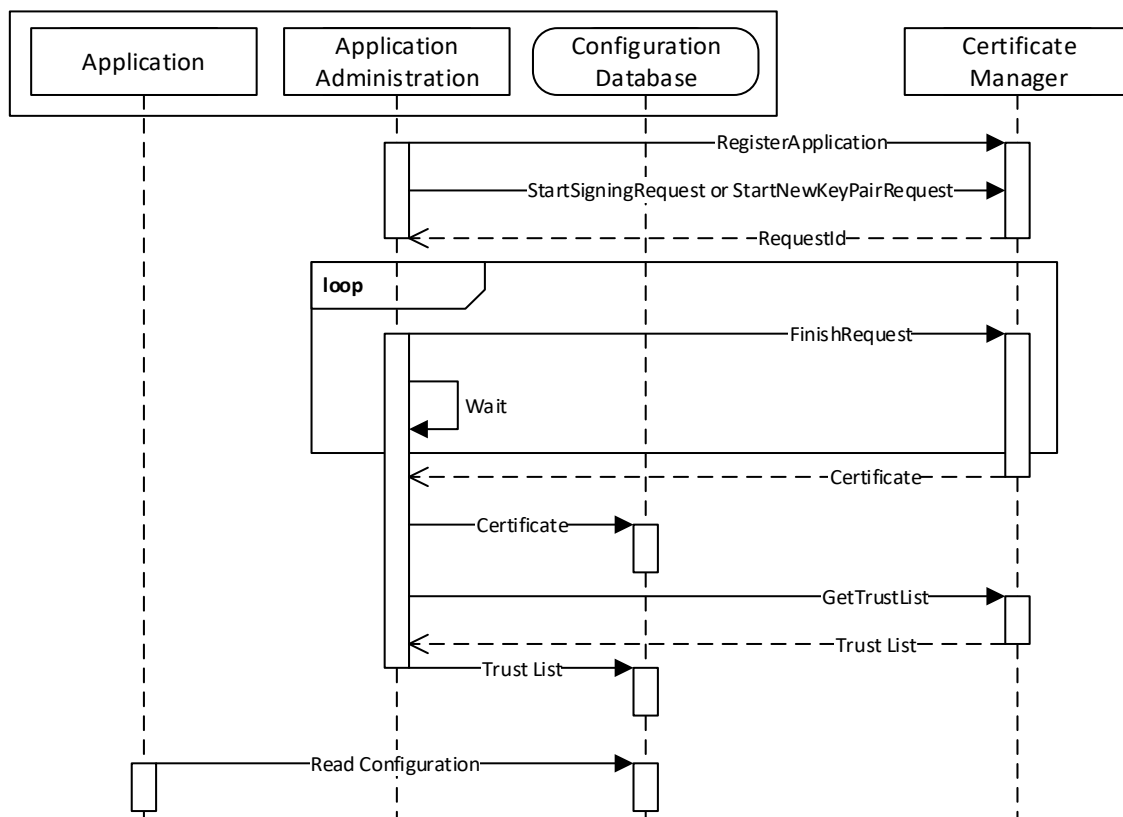 Application
Application
Administration
Configuration
Database
Certificate
Manager
RegisterApplication
StartSigningRequest or StartNewKeyPairRequest
RequestId
loop
FinishRequest
Wait
Certificate
Certificate
GetTrustList
Trust List
Trust List
Read Configuration